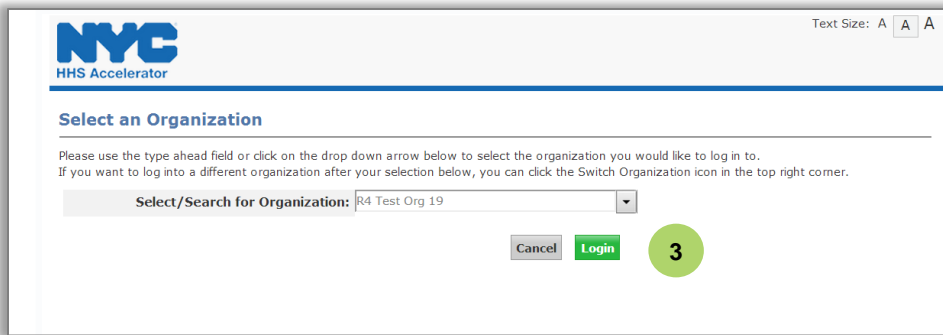 Text Size: A A A
NYC
HHS Accelerator
Select an Organization
Please use the type ahead field or click on the drop down arrow below to select the organization you would like to log in to.
If you want to log into a different organization after your selection below, you can click the Switch Organization icon in the top right corner.
Select/Search for Organization: R4 Test Org 19
Cancel Login 3